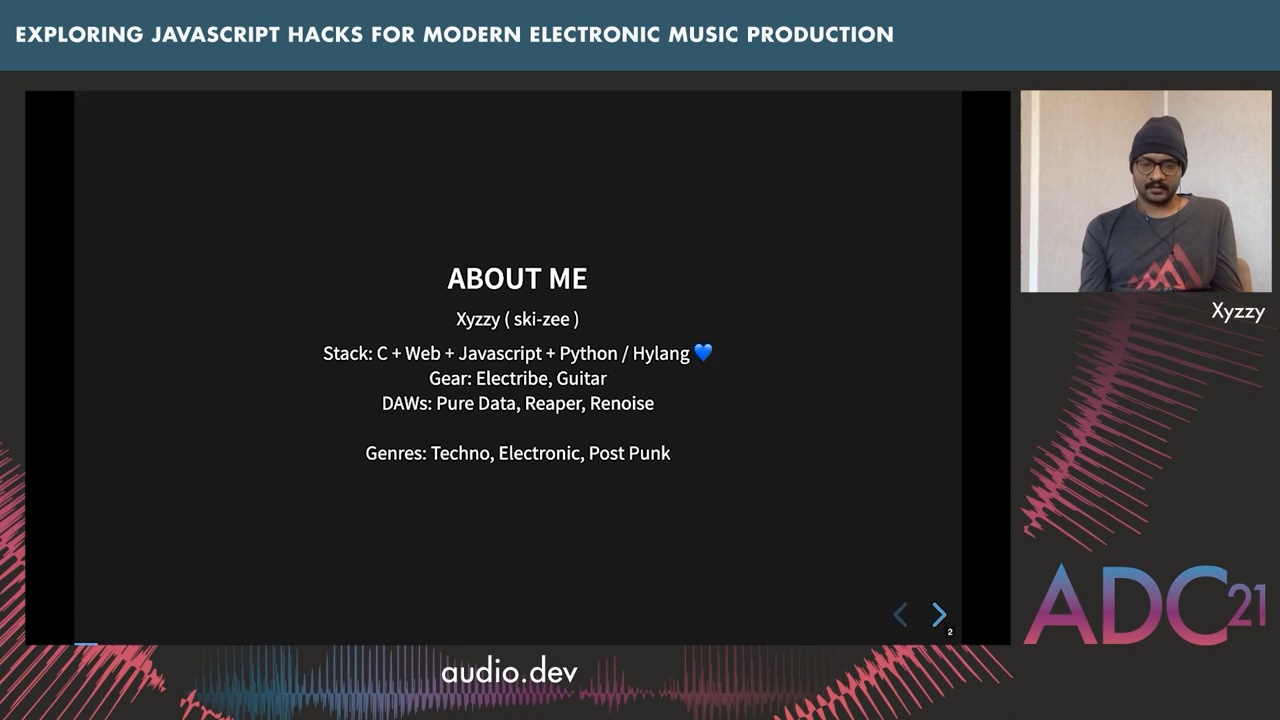 EXPLORING JAVASCRIPT HACKS FOR MODERN ELECTRONIC MUSIC PRODUCTION
ABOUT ME
Xyzzy ( ski-zee )
Stack: C + Web + Javascript + Python / Hylang 💙
Gear: Electribe, Guitar
DAWs: Pure Data, Reaper, Renoise
Genres: Techno, Electronic, Post Punk
2
Xyzzy
ADC21
audio.dev